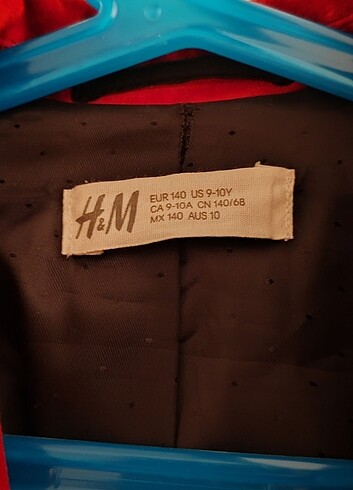 H&M
EUR 140 US 9-10Y
CA 9-10A CN 140/68
MX 140 AUS 10